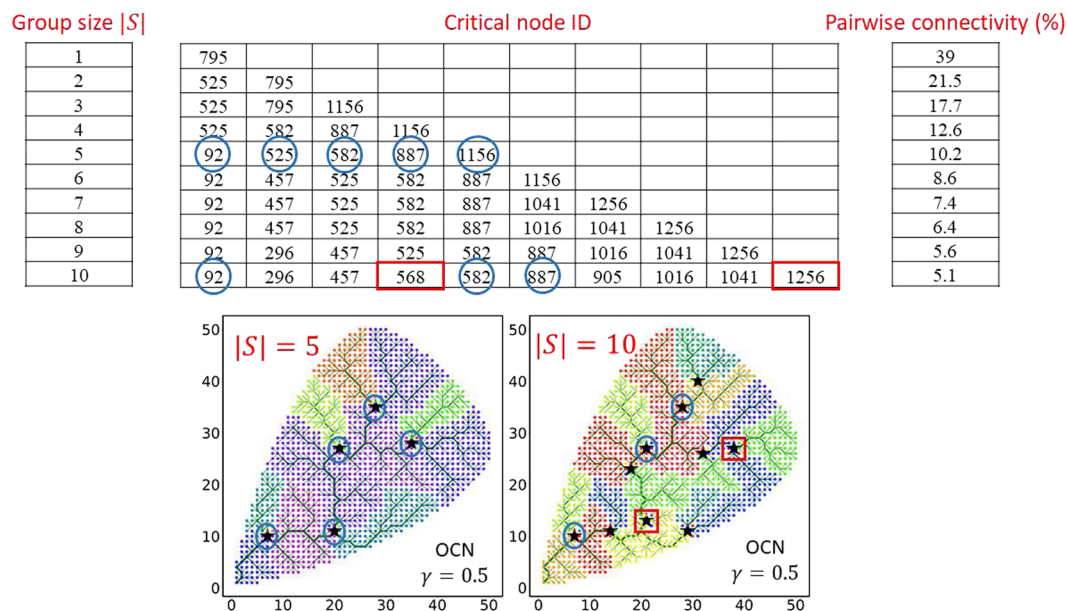 Group size |S| Critical node ID Pairwise connectivity (%)
1 795 39
2 525 795 21.5
3 525 795 1156 17.7
4 525 582 887 1156 12.6
5 92 525 582 887 1156 10.2
6 92 457 525 582 887 1156 8.6
7 92 457 525 582 887 1041 1256 7.4
8 92 457 525 582 887 1016 1041 1256 6.4
9 92 296 457 525 582 887 1016 1041 1256 5.6
10 92 296 457 568 582 887 905 1016 1041 1256 5.1
|S| = 5
50
40
30
20
10
0
0 10 20 30 40 50
OCN
γ = 0.5
|S| = 10
50
40
30
20
10
0
0 10 20 30 40 50
OCN
γ = 0.5